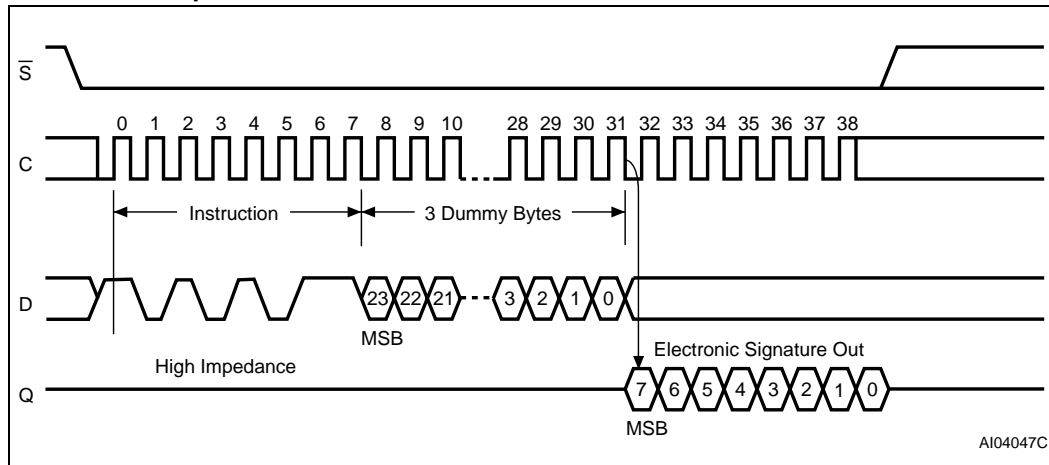 S
0 1 2 3 4 5 6 7 8 9 10 28 29 30 31 32 33 34 35 36 37 38
C
Instruction 3 Dummy Bytes
D 23 22 21 3 2 1 0
MSB
High Impedance Electronic Signature Out
Q 7 6 5 4 3 2 1 0
MSB
AI04047C